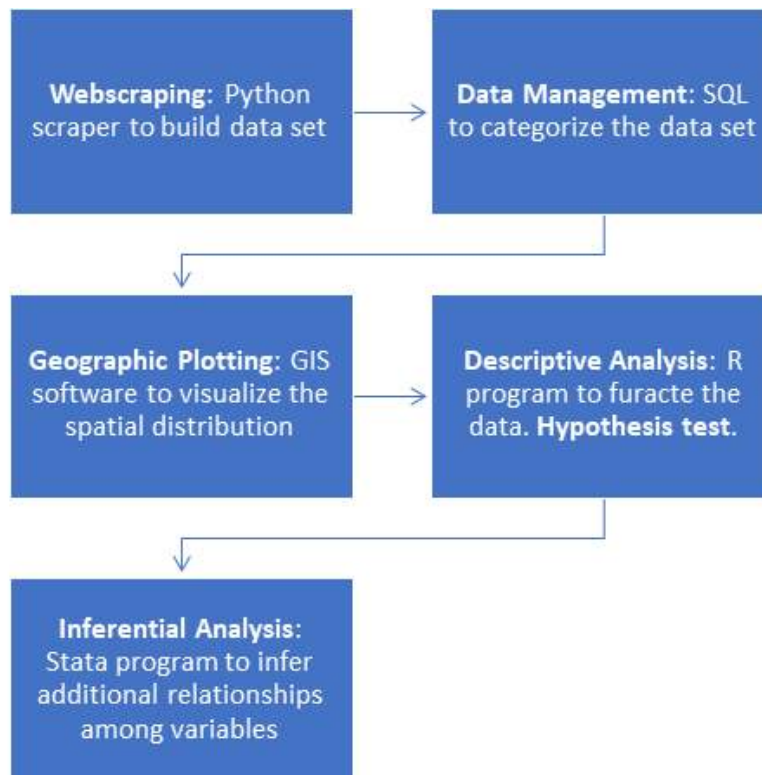 Webscraping: Python
scraper to build data set
Data Management: SQL
to categorize the data set
Geographic Plotting: GIS
software to visualize the
spatial distribution
Descriptive Analysis: R
program to furacte the
data. Hypothesis test.
Inferential Analysis:
Stata program to infer
additional relationships
among variables